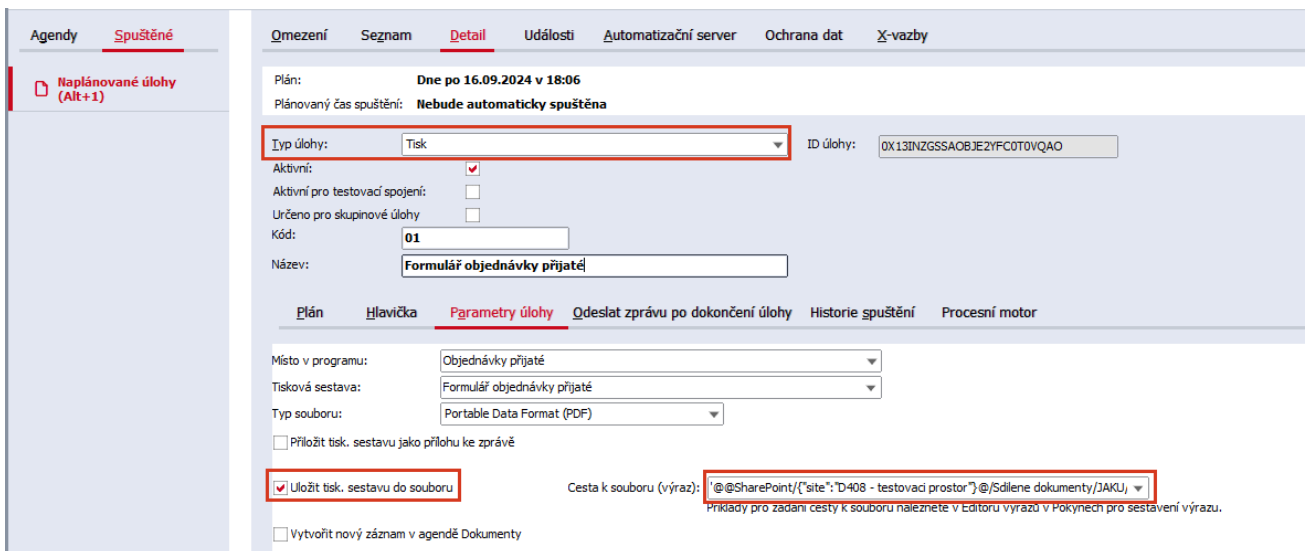 Agendy Spuštěné
Omezení Seznam Detail Události Automatizační server Ochrana dat X-vazby
Naplánované úlohy
(Alt+1)
Plán: Dne po 16.09.2024 v 18:06
Plánovaný čas spuštění: Nebude automaticky spuštěna
Typ úlohy: Tisk ID úlohy: 0X13INZGSSAOBJE2YFC0T0VQAO
Aktivní:
Aktivní pro testovací spojení:
Určeno pro skupinové úlohy
Kód: 01
Název: Formulář objednávky přijaté
Plán Hlavička Parametry úlohy Odeslat zprávu po dokončení úlohy Historie spuštění Procesní motor
Místo v programu: Objednávky přijaté
Tisková sestava: Formulář objednávky přijaté
Typ souboru: Portable Data Format (PDF)
Přiložit tisk. sestavu jako přílohu ke zprávě
Uložit tisk. sestavu do souboru Cesta k souboru (výraz): '@@SharePoint/{"site":"D408 - testovaci prostor"}@/Sdilene dokumenty/JAKU/
Příklady pro zadání cesty k souboru naleznete v Editoru výrazů v Pokynech pro sestavení výrazu.
Vytvořit nový záznam v agendě Dokumenty